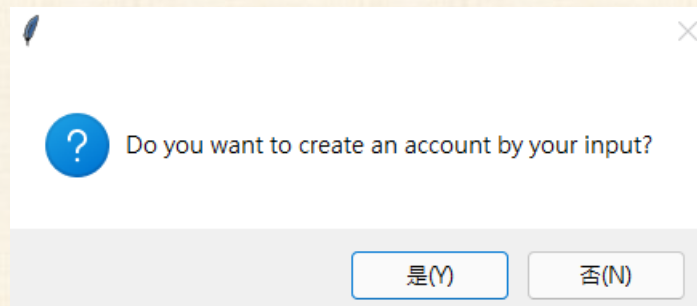 Do you want to create an account by your input?
是(Y)
否(N)